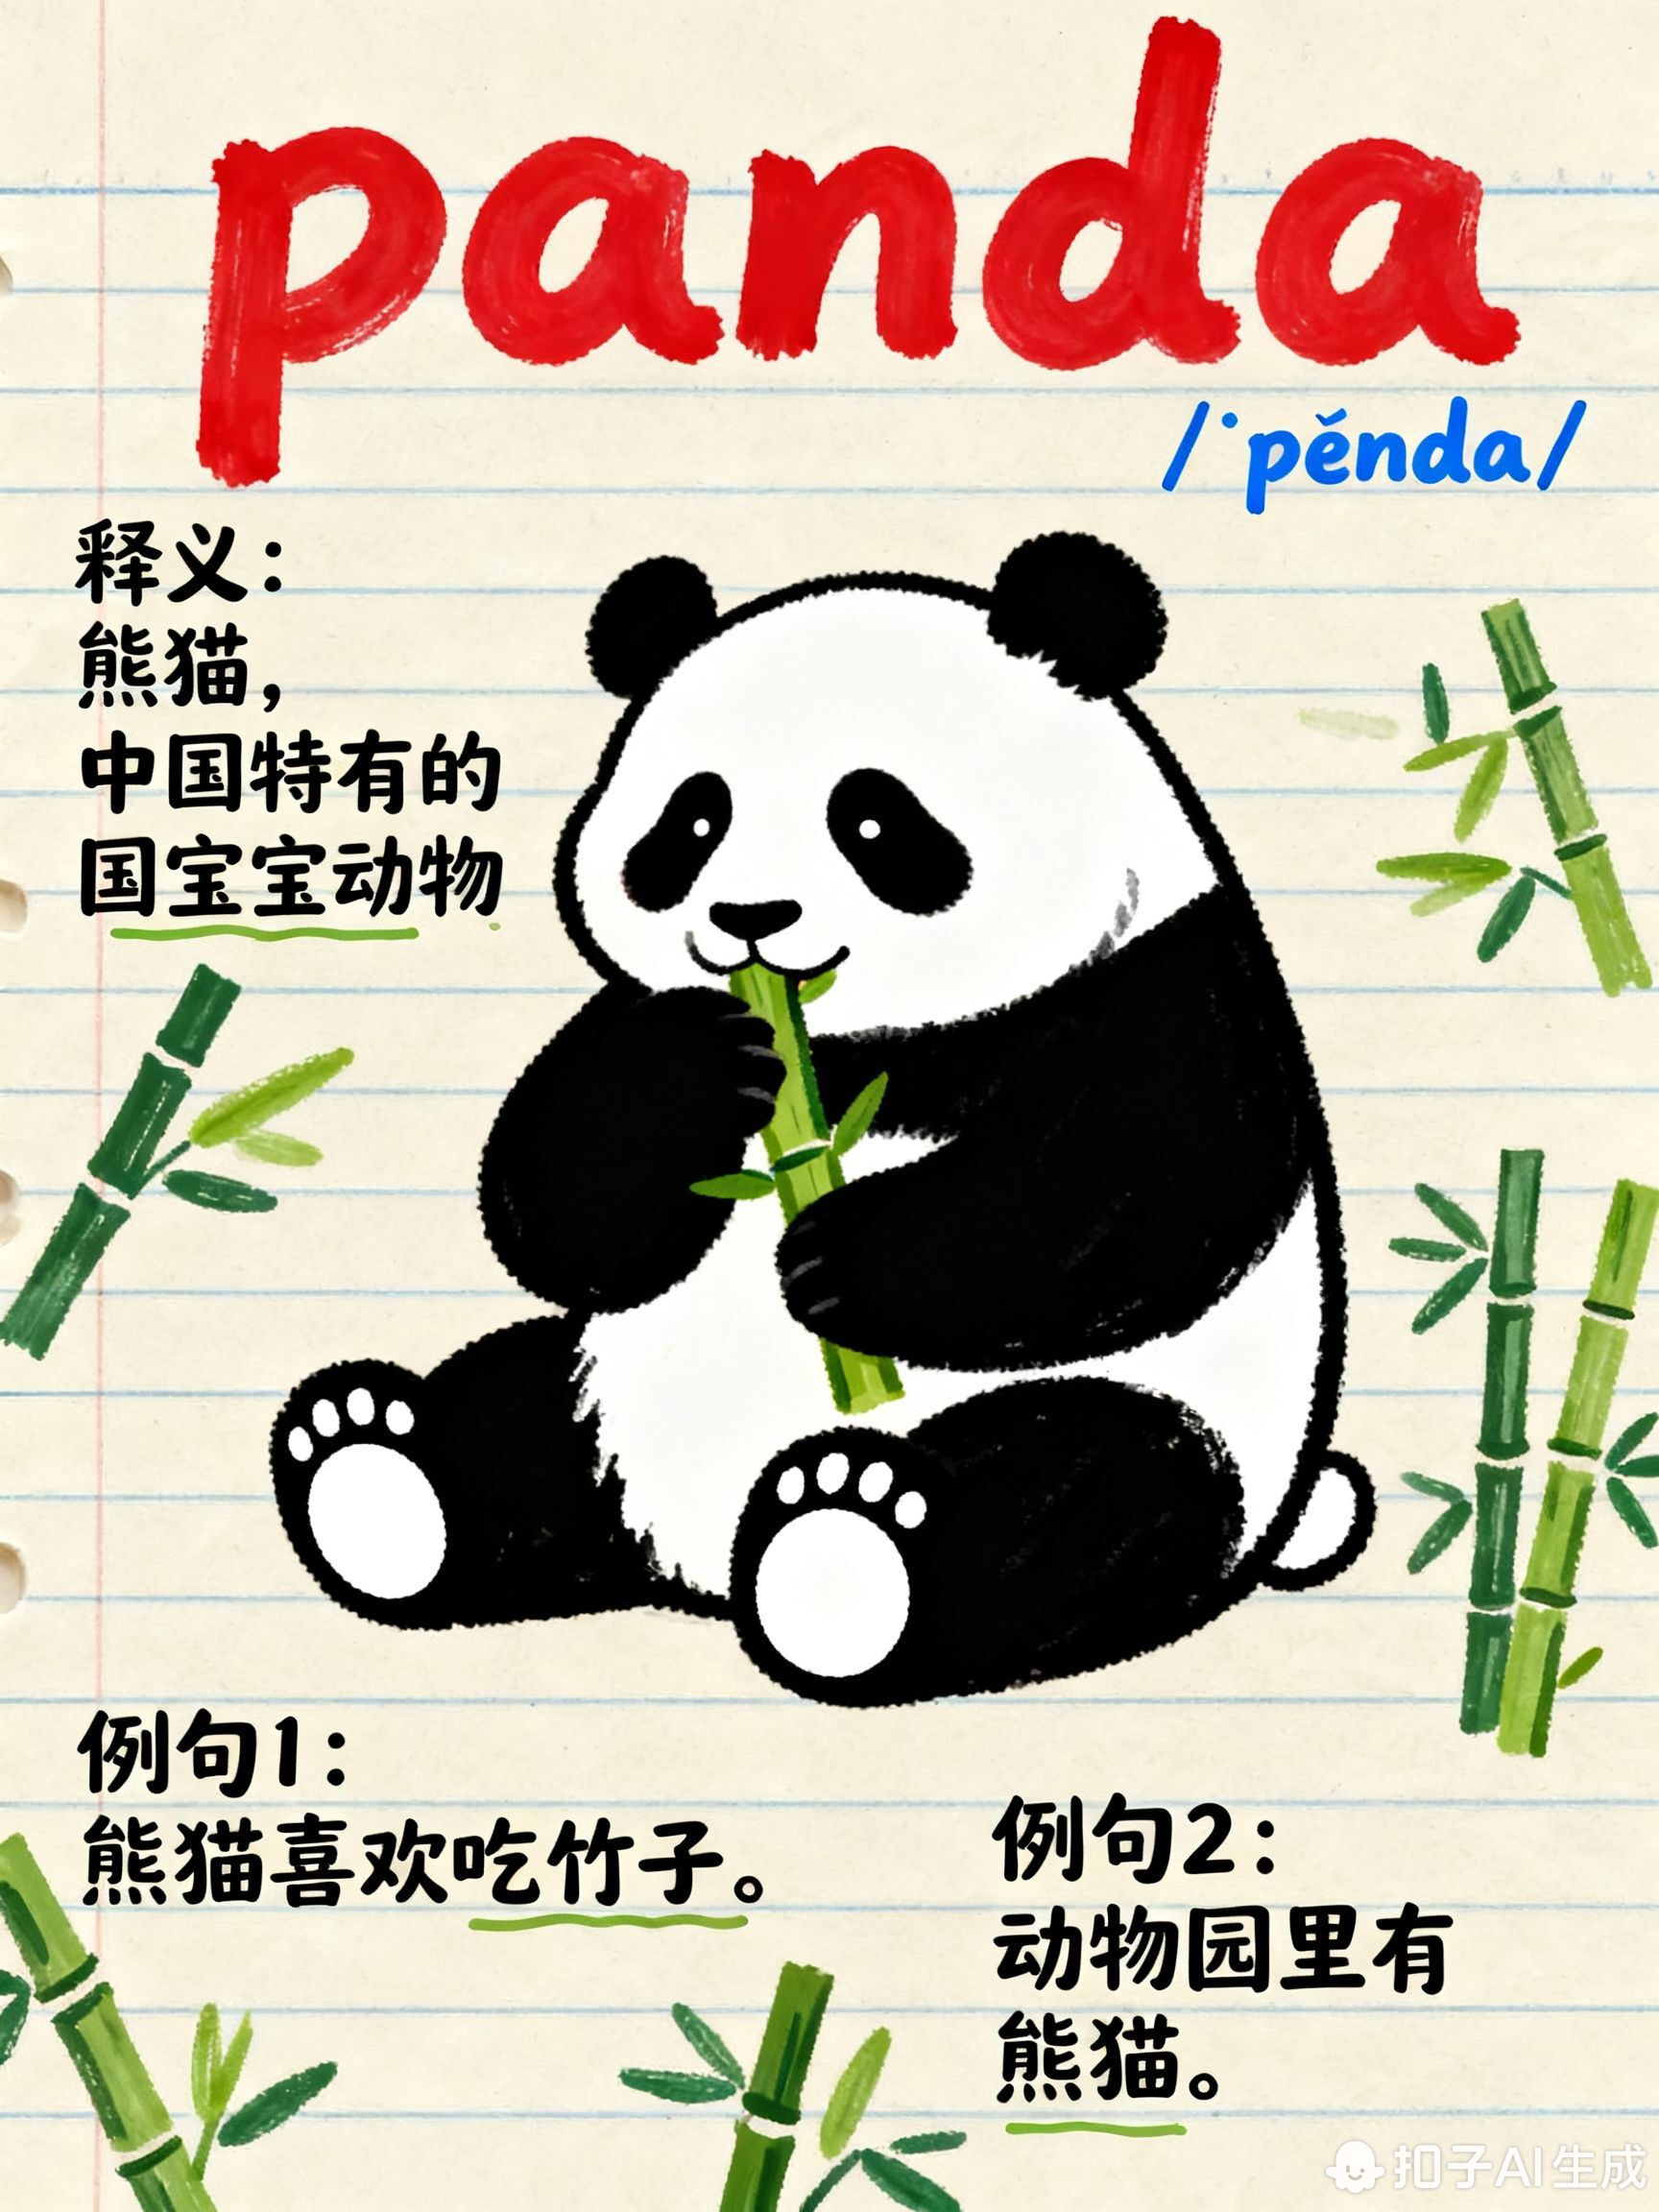 panda
/˙pěnda/
释义：
熊猫，
中国特有的
国宝宝动物
例句1：
熊猫喜欢吃竹子。
例句2：
动物园里有
熊猫。
扣子AI生成